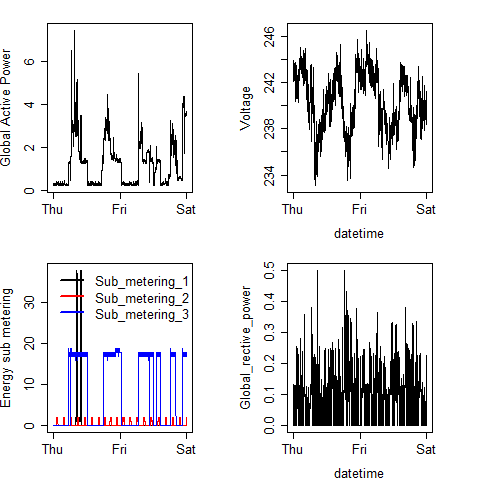 Global Active Power
0 2 4 6
Thu Fri Sat
Voltage
234 238 242 246
Thu Fri Sat
datetime
Energy sub metering
0 10 20 30
Sub_metering_1
Sub_metering_2
Sub_metering_3
Thu Fri Sat
Global_rective_power
0.0 0.1 0.2 0.3 0.4 0.5
Thu Fri Sat
datetime